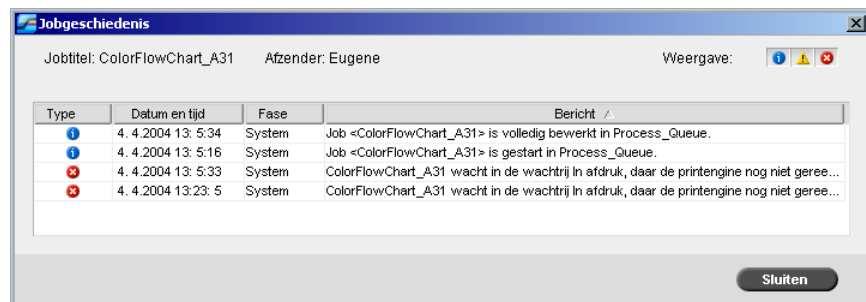 Jobgeschiedenis
Jobtitel: ColorFlowChart_A31 Afzender: Eugene Weergave:
Type Datum en tijd Fase Bericht
4. 4.2004 13: 5:34 System Job <ColorFlowChart_A31> is volledig bewerkt in Process_Queue.
4. 4.2004 13: 5:16 System Job <ColorFlowChart_A31> is gestart in Process_Queue.
4. 4.2004 13: 5:33 System ColorFlowChart_A31 wacht in de wachtrij In afdruk, daar de printengine nog niet geree...
4. 4.2004 13:23: 5 System ColorFlowChart_A31 wacht in de wachtrij In afdruk, daar de printengine nog niet geree...
Sluiten